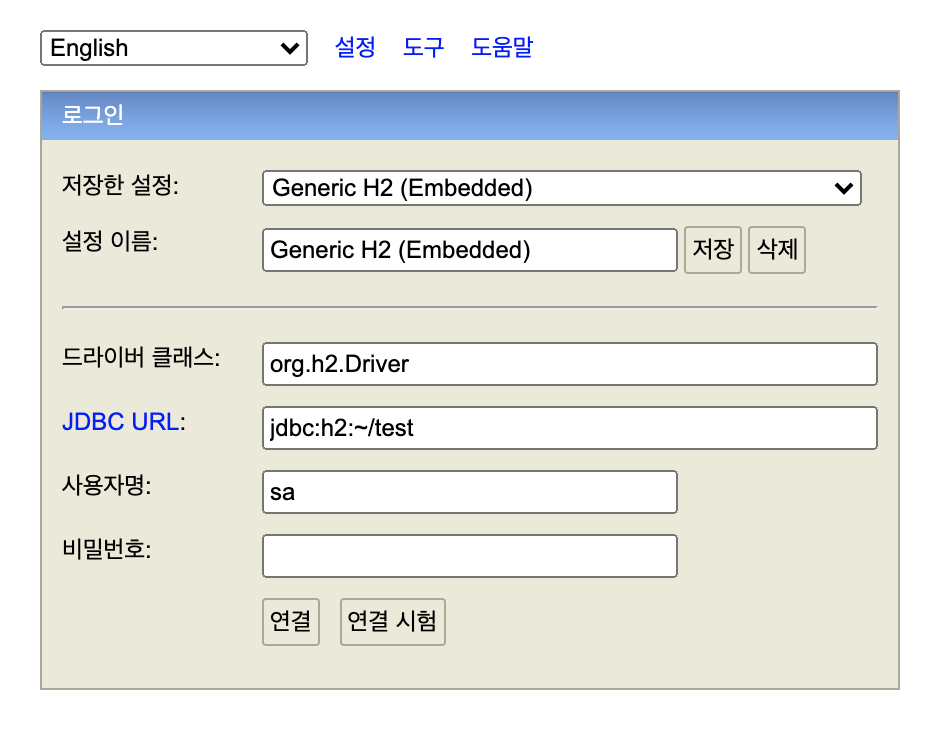 English 설정 도구 도움말
로그인
저장한 설정: Generic H2 (Embedded)
설정 이름: Generic H2 (Embedded) 저장 삭제
드라이버 클래스: org.h2.Driver
JDBC URL: jdbc:h2:~/test
사용자명: sa
비밀번호:
연결 연결 시험